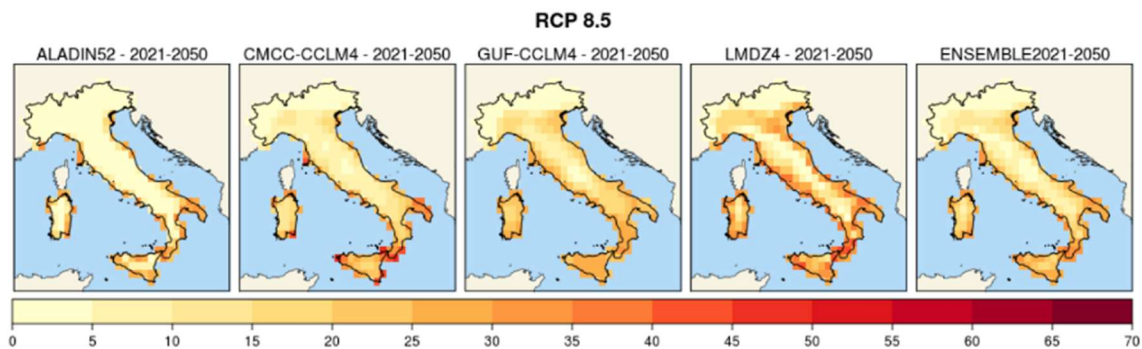 RCP 8.5
ALADIN52 - 2021-2050 CMCC-CCLM4 - 2021-2050 GUF-CCLM4 - 2021-2050 LMDZ4 - 2021-2050 ENSEMBLE2021-2050
0 5 10 15 20 25 30 35 40 45 50 55 60 65 70